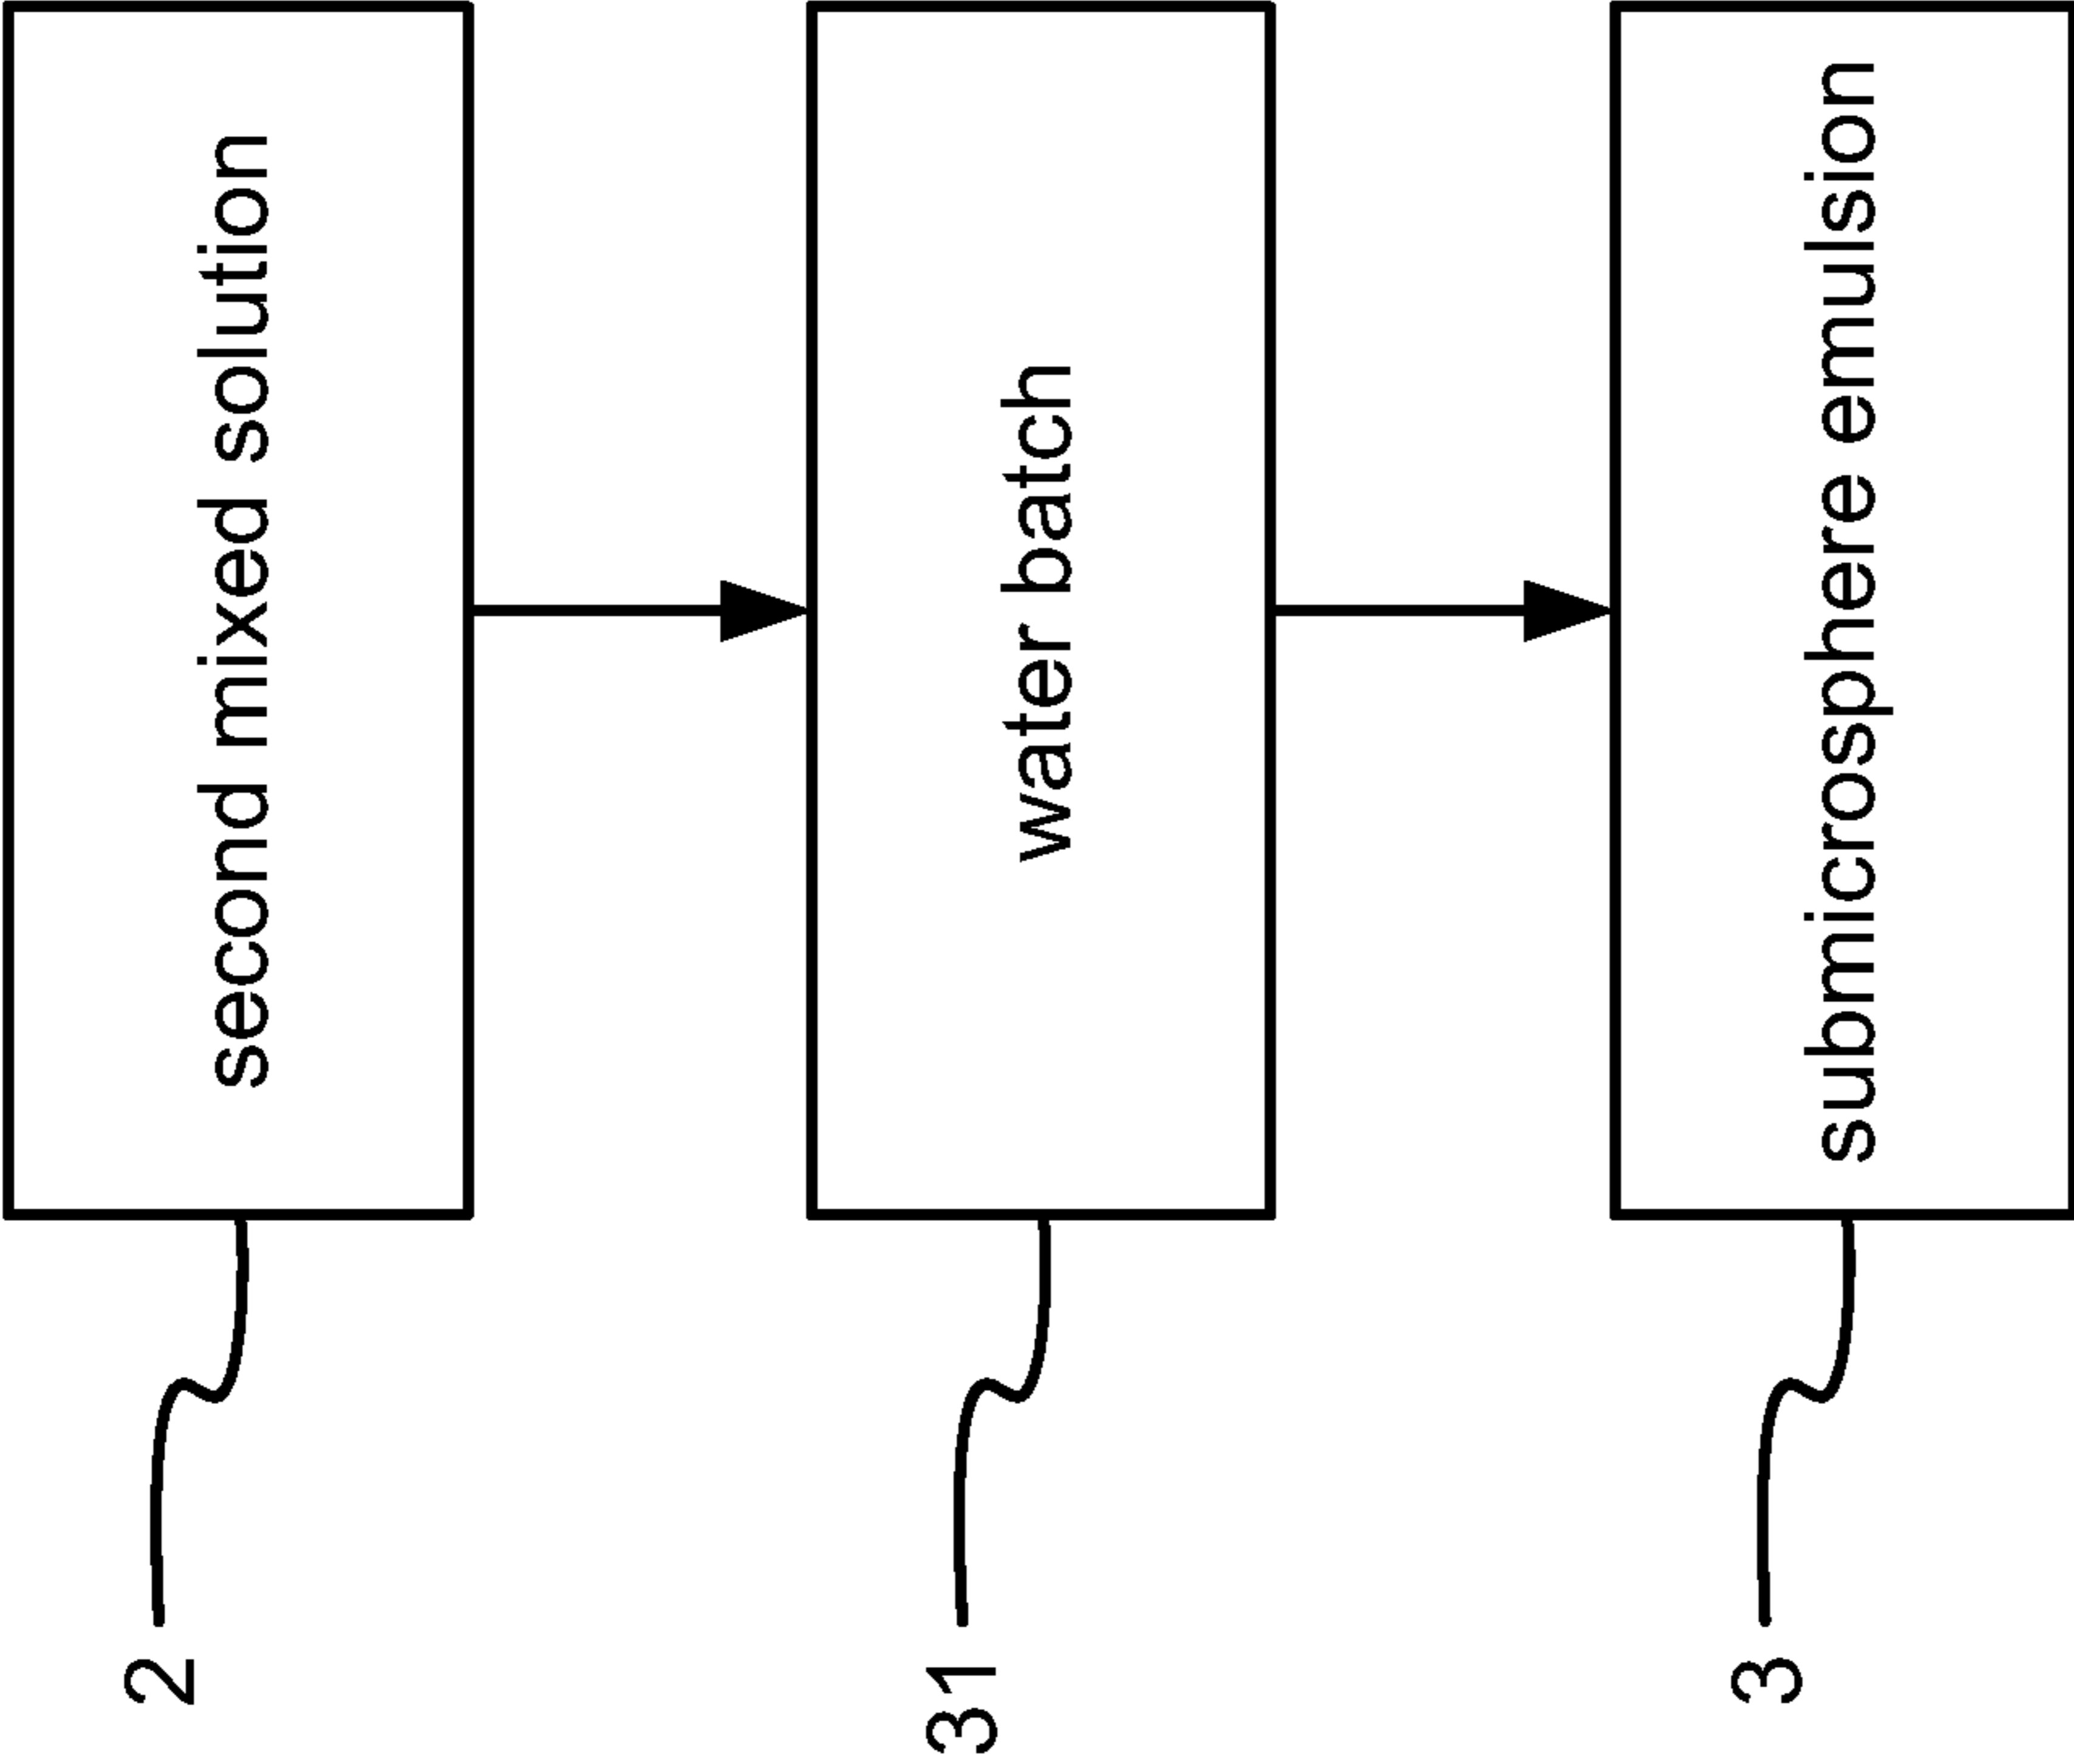 2
second mixed solution
31
water batch
3
submicrosphere emulsion